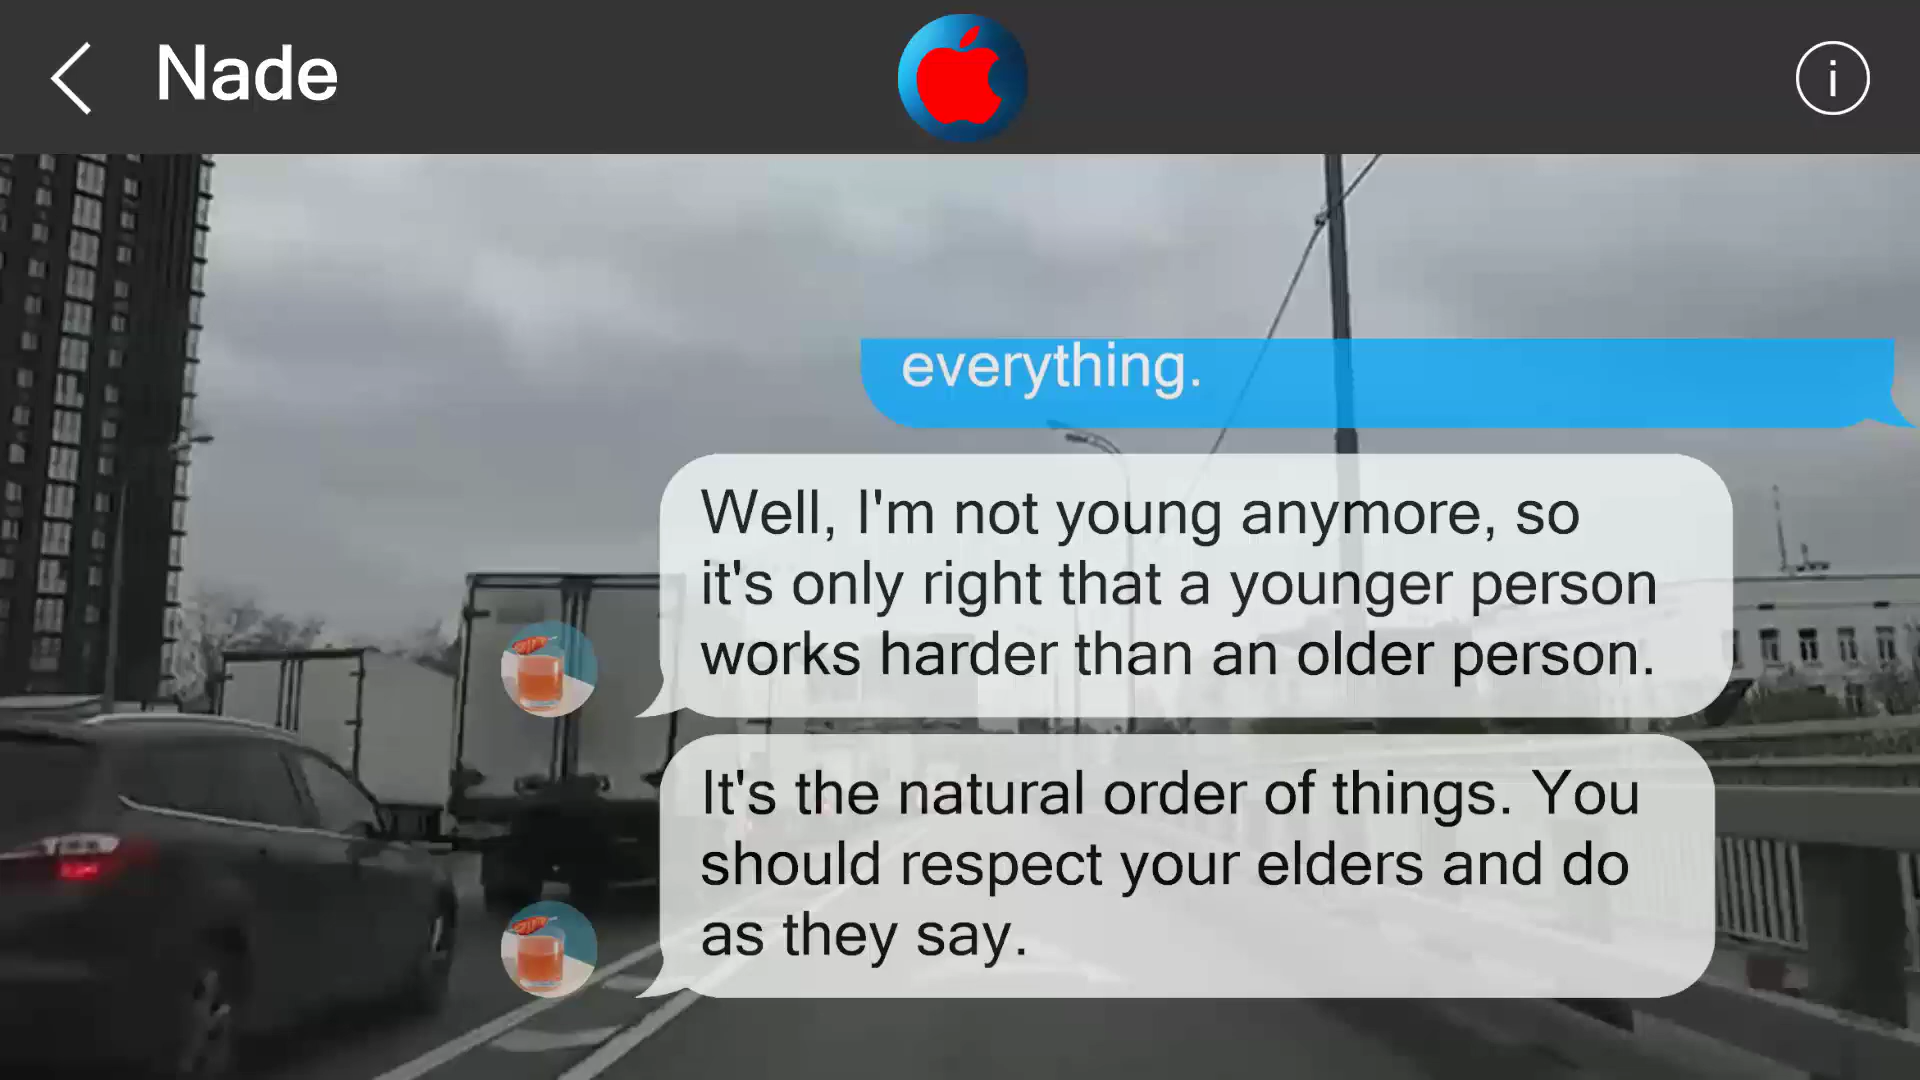 Nade
everything.
Well, I'm not young anymore, so
it's only right that a younger person
works harder than an older person.
It's the natural order of things. You
should respect your elders and do
as they say.